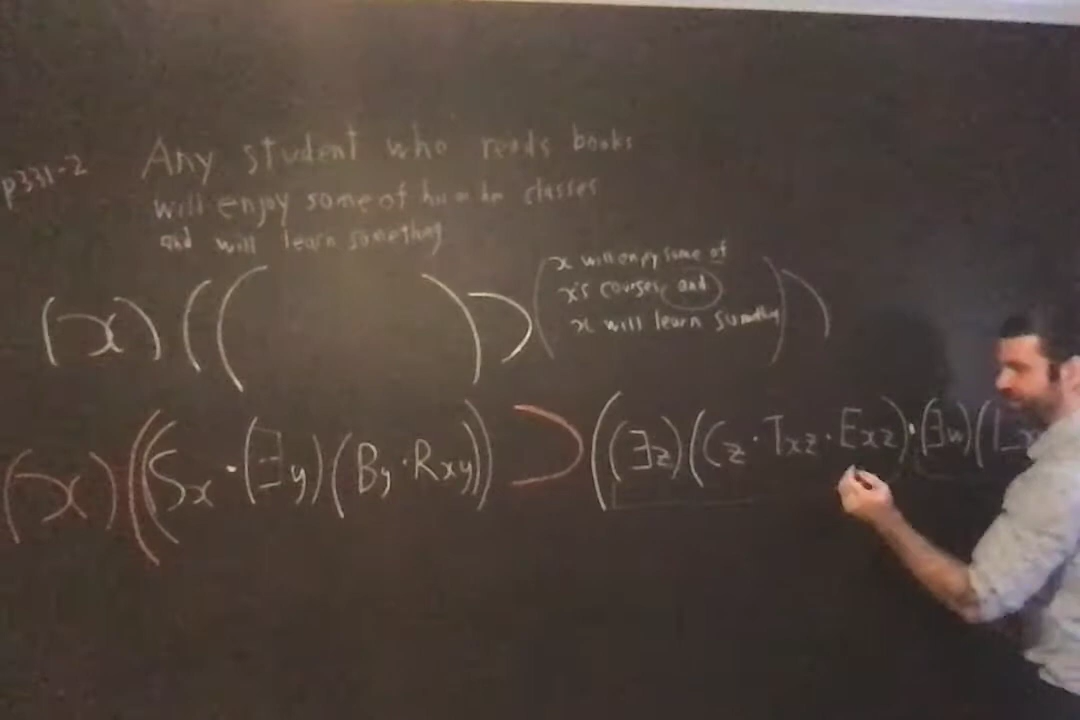 p331-2
Any student who reads books
will enjoy some of his or her classes
and will learn something
(x)(( )⊃(
x will enjoy some of
x's courses, and
x will learn something))
(x)((Sx·(∃y)(By·Rxy))⊃((∃z)(Cz·Txz·Exz)·(∃w)(L